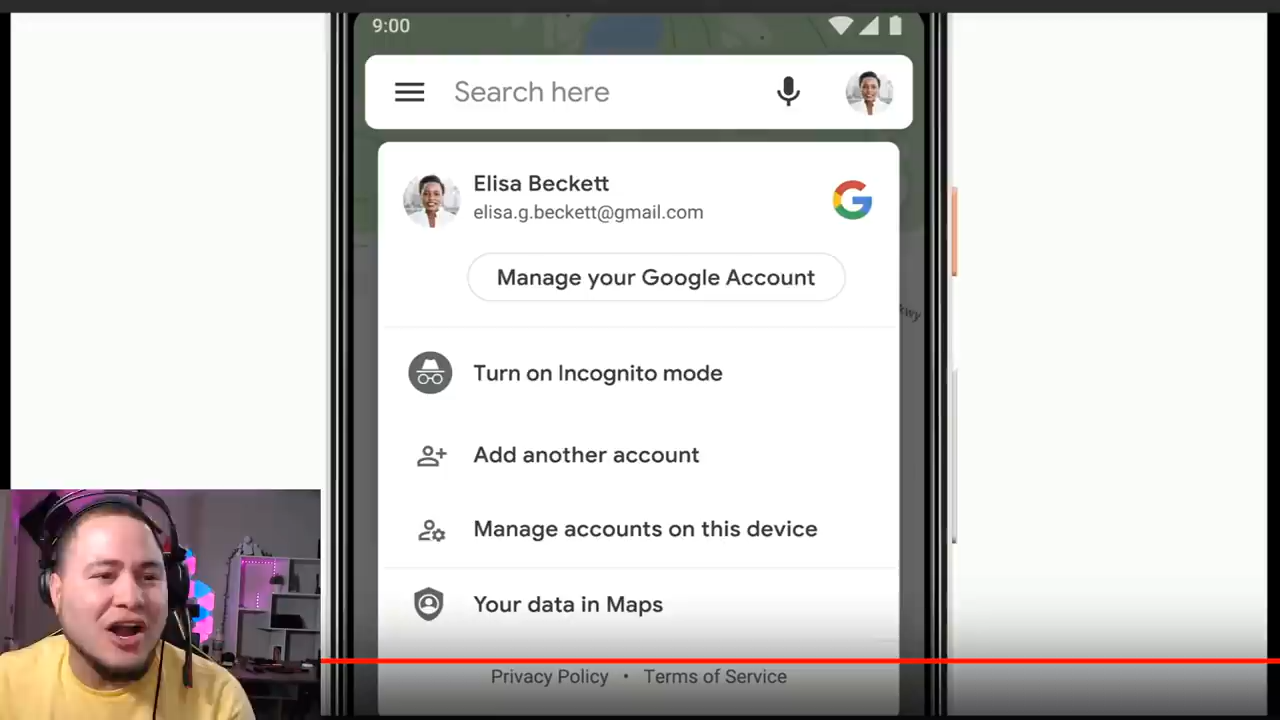 9:00
Search here
Elisa Beckett
elisa.g.beckett@gmail.com
Manage your Google Account
kwy
Turn on Incognito mode
Add another account
Manage accounts on this device
Your data in Maps
Privacy Policy • Terms of Service